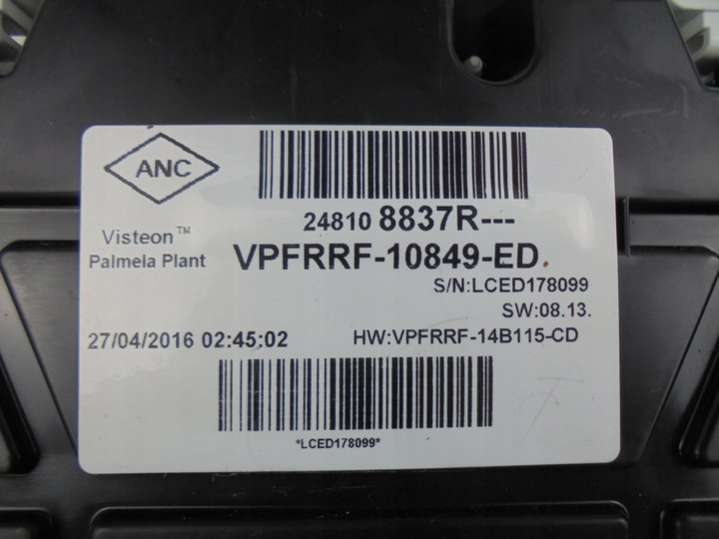 ANC
24810 8837R---
Visteon™
Palmela Plant
VPFRRF-10849-ED.
S/N:LCED178099
SW:08.13.
27/04/2016 02:45:02
HW:VPFRRF-14B115-CD
*LCED178099*